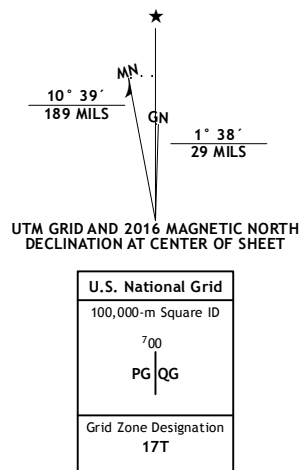 ★
MN
GN
10° 39´
189 MILS
1° 38´
29 MILS
UTM GRID AND 2016 MAGNETIC NORTH
DECLINATION AT CENTER OF SHEET
U.S. National Grid
100,000-m Square ID
⁷00
PG QG
Grid Zone Designation
17T